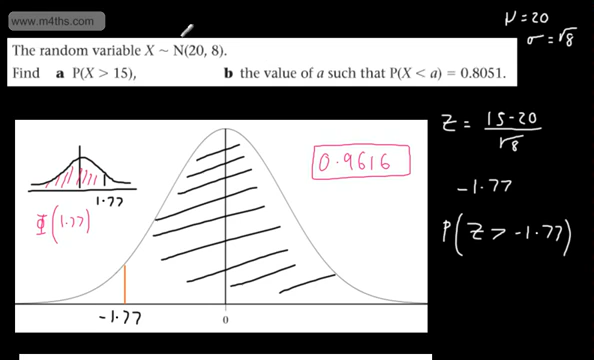 www.m4ths.com
μ = 20
σ = √8
The random variable X ~ N(20, 8).
Find a P(X > 15), b the value of a such that P(X < a) = 0.8051.
Z = 15-20/√8
-1.77
P(Z > -1.77)
0.9616
1.77
Φ(1.77)
-1.77
0